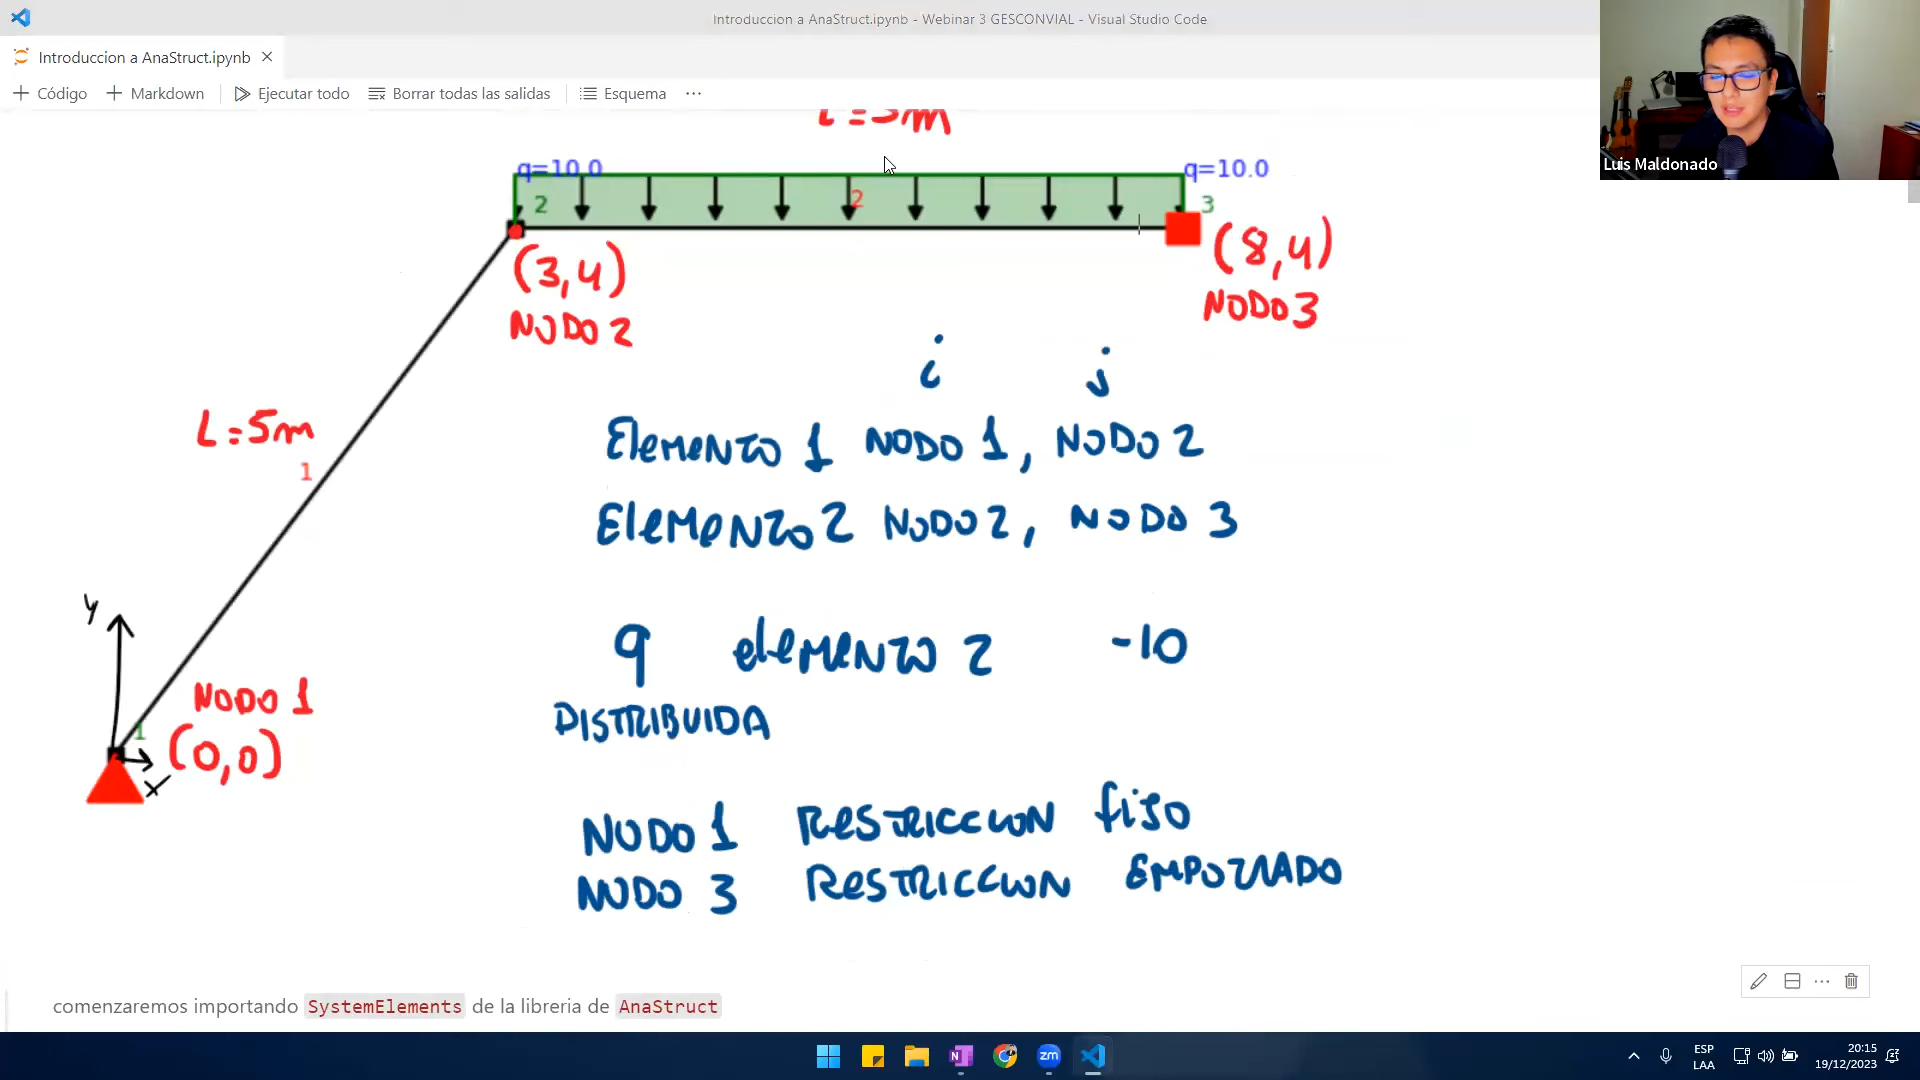 Introduccion a AnaStruct.ipynb - Webinar 3 GESCONVIAL - Visual Studio Code
Introduccion a AnaStruct.ipynb
Código Markdown Ejecutar todo Borrar todas las salidas Esquema ...
Luis Maldonado
L=5m
q=10.0 q=10.0
2 2 3
(3,4) (8,4)
NODO 2 NODO 3
i j
L=5m
1
Elemento 1 NODO 1, NODO 2
Elemento 2 NODO 2, NODO 3
y
q elemento 2 -10
DISTRIBUIDA
NODO 1
1
(0,0)
x
NODO 1 RESTRICCION fijo
NODO 3 RESTRICCION EMPOTRADO
comenzaremos importando SystemElements de la libreria de AnaStruct
N
zm
ESP
LAA
20:15
19/12/2023